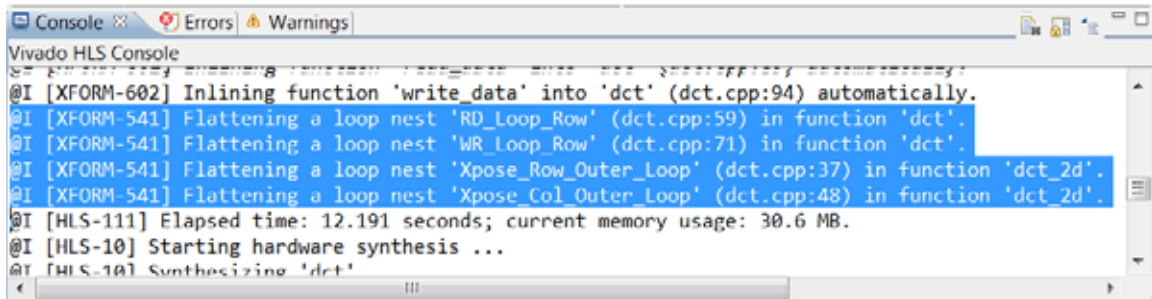 Console Errors Warnings
Vivado HLS Console
@I [XFORM-602] Inlining function 'write_data' into 'dct' (dct.cpp:94) automatically.
@I [XFORM-541] Flattening a loop nest 'RD_Loop_Row' (dct.cpp:59) in function 'dct'.
@I [XFORM-541] Flattening a loop nest 'WR_Loop_Row' (dct.cpp:71) in function 'dct'.
@I [XFORM-541] Flattening a loop nest 'Xpose_Row_Outer_Loop' (dct.cpp:37) in function 'dct_2d'.
@I [XFORM-541] Flattening a loop nest 'Xpose_Col_Outer_Loop' (dct.cpp:48) in function 'dct_2d'.
@I [HLS-111] Elapsed time: 12.191 seconds; current memory usage: 30.6 MB.
@I [HLS-10] Starting hardware synthesis ...
@I [HLS-10] Synthesizing 'dct'